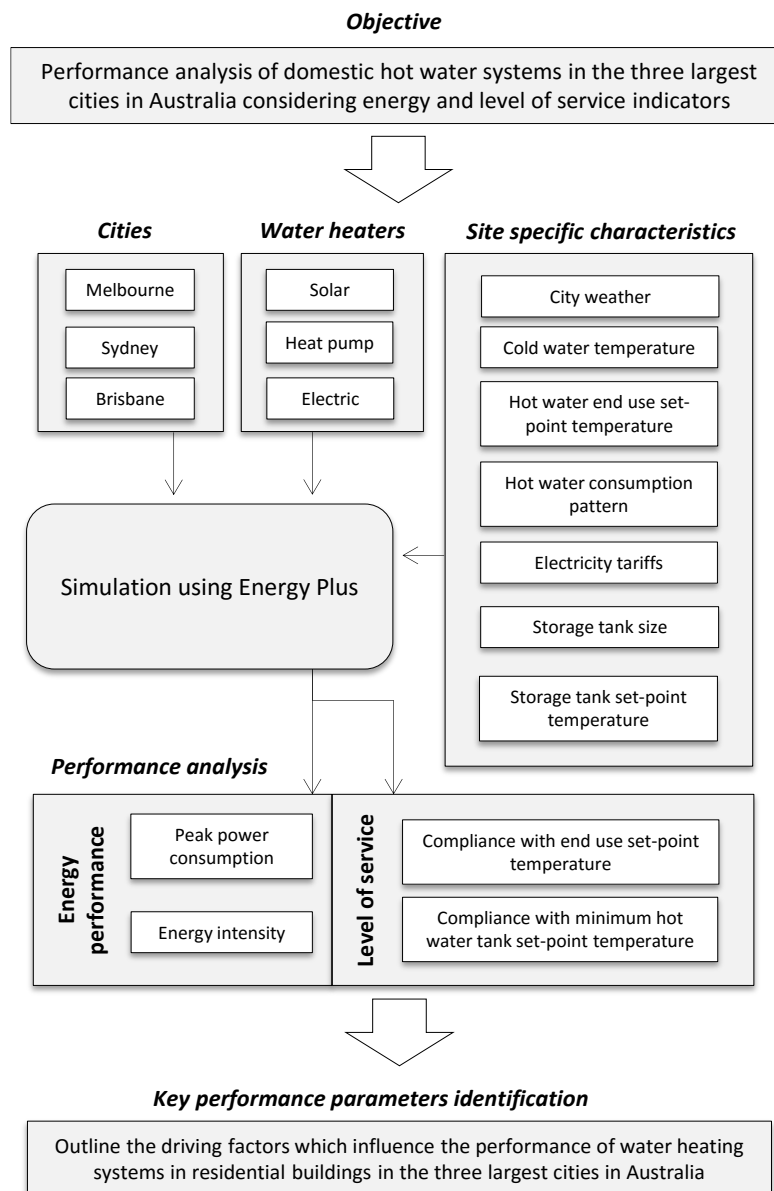 Objective
Performance analysis of domestic hot water systems in the three largest
cities in Australia considering energy and level of service indicators
Cities
Melbourne
Sydney
Brisbane
Water heaters
Solar
Heat pump
Electric
Site specific characteristics
City weather
Cold water temperature
Hot water end use set-
point temperature
Hot water consumption
pattern
Electricity tariffs
Storage tank size
Storage tank set-point
temperature
Simulation using Energy Plus
Performance analysis
Energy
performance
Peak power
consumption
Energy intensity
Level of service
Compliance with end use set-point
temperature
Compliance with minimum hot
water tank set-point temperature
Key performance parameters identification
Outline the driving factors which influence the performance of water heating
systems in residential buildings in the three largest cities in Australia